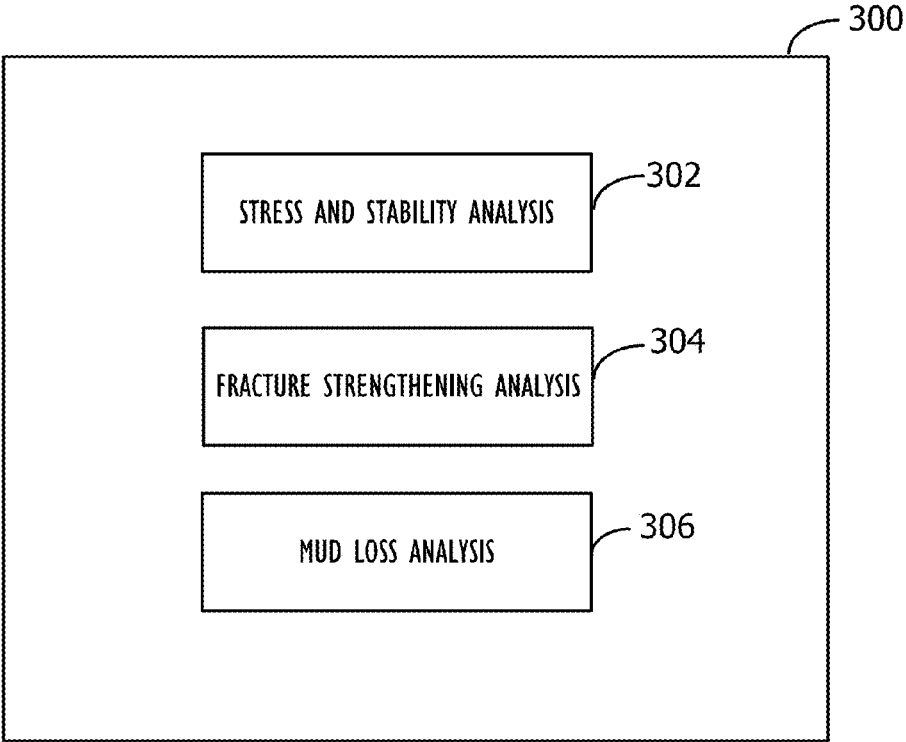 300
STRESS AND STABILITY ANALYSIS
302
FRACTURE STRENGTHENING ANALYSIS
304
MUD LOSS ANALYSIS
306